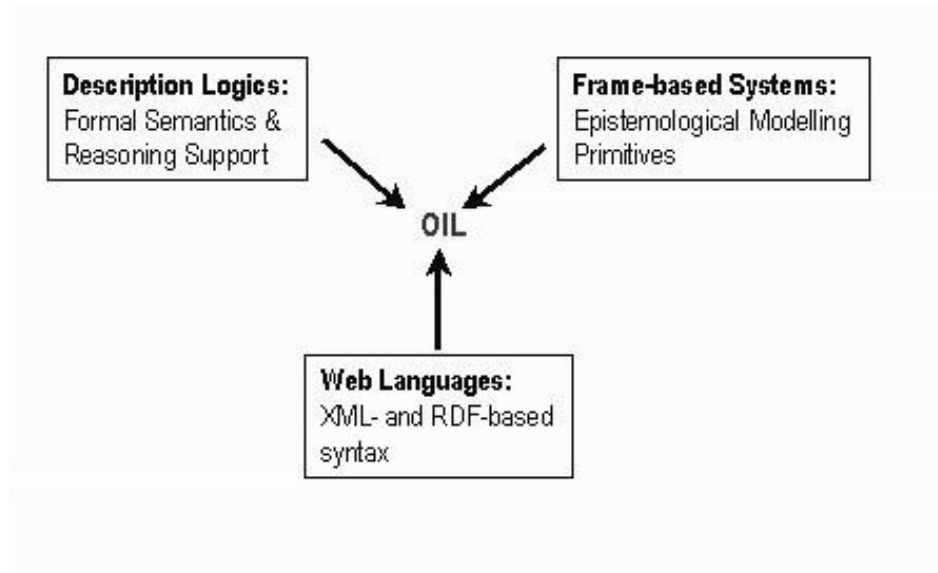 Description Logics:
Formal Semantics &
Reasoning Support
Frame-based Systems:
Epistemological Modelling
Primitives
OIL
Web Languages:
XML- and RDF-based
syntax